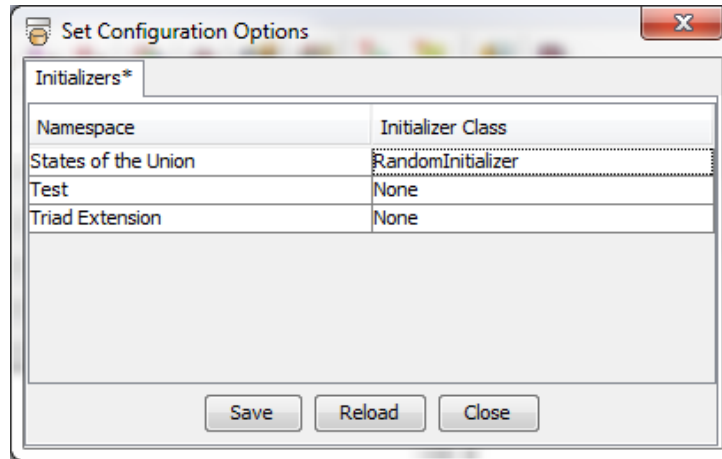 Set Configuration Options
Initializers*
Namespace Initializer Class
States of the Union RandomInitializer
Test None
Triad Extension None
Save Reload Close